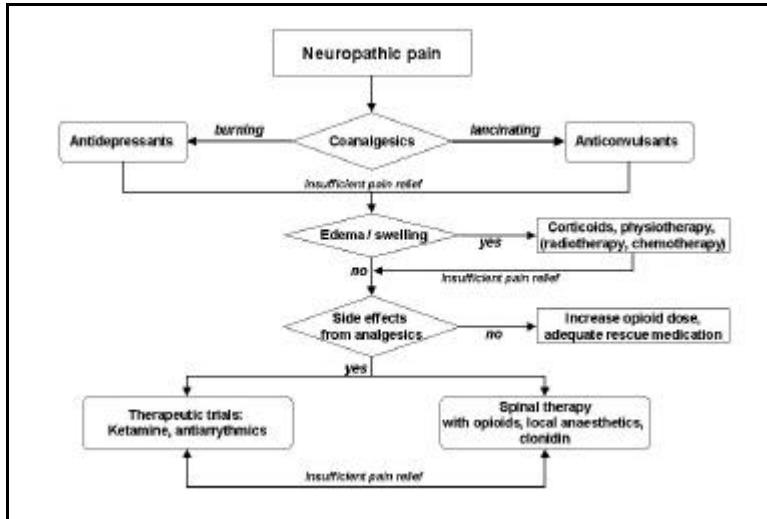 Neuropathic pain
burning
lancinating
Antidepressants
Coanalgesics
Anticonvulsants
Insufficient pain relief
Edema / swelling
yes
Corticoids, physiotherapy,
(radiotherapy, chemotherapy)
no
Insufficient pain relief
Side effects
from analgesics
no
Increase opioid dose,
adequate rescue medication
yes
Therapeutic trials:
Ketamine, antiarrythmics
Spinal therapy
with opioids, local anaesthetics,
clonidin
Insufficient pain relief